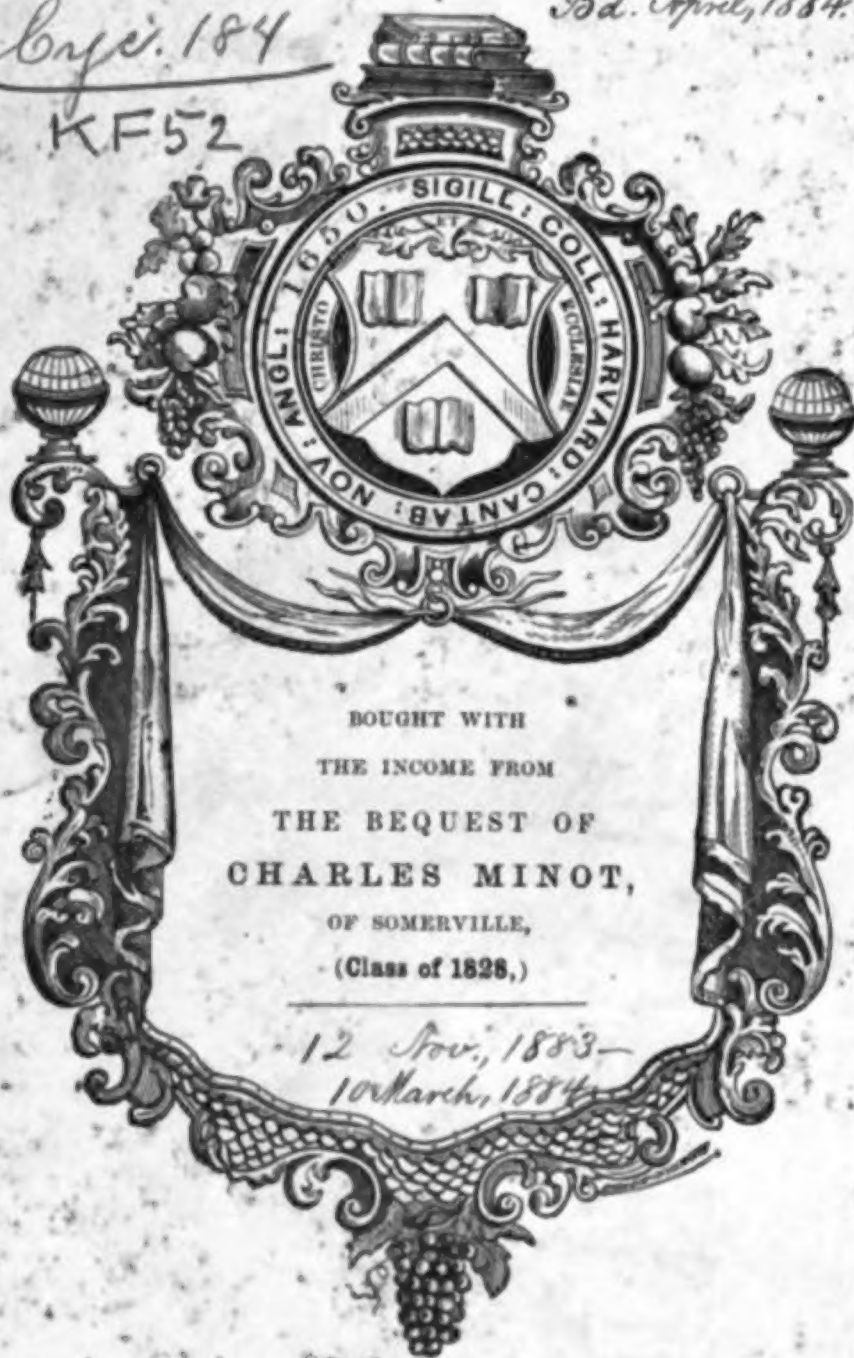 Cyc. 184
Bd. April, 1884.
KF52
SIGILL: COLL: HARVARD: CANTAB: NOV: ANGL: 1650.
ET
CHRISTO
ECCLESIAE
BOUGHT WITH
THE INCOME FROM
THE BEQUEST OF
CHARLES MINOT,
OF SOMERVILLE,
(Class of 1828,)
12 Nov., 1883–
10 March, 1884.